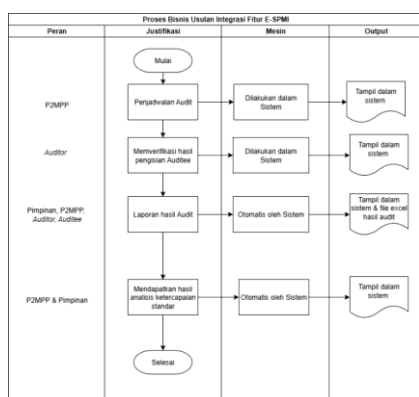 Proses Bisnis Usulan Integrasi Fitur E-SPMI
Peran
Justifikasi
Mesin
Output
Mulai
P2MPP
Penjadwalan Audit
Dilakukan dalam
Sistem
Tampil dalam
sistem
Auditor
Memverifikasi hasil
pengisian Auditee
Dilakukan dalam
Sistem
Tampil dalam
sistem
Pimpinan, P2MPP,
Auditor, Auditee
Laporan hasil Audit
Otomatis oleh Sistem
Tampil dalam
sistem & file excel
hasil audit
P2MPP & Pimpinan
Mendapatkan hasil
analisis ketercapaian
standar
Otomatis oleh Sistem
Tampil dalam
sistem
Selesai